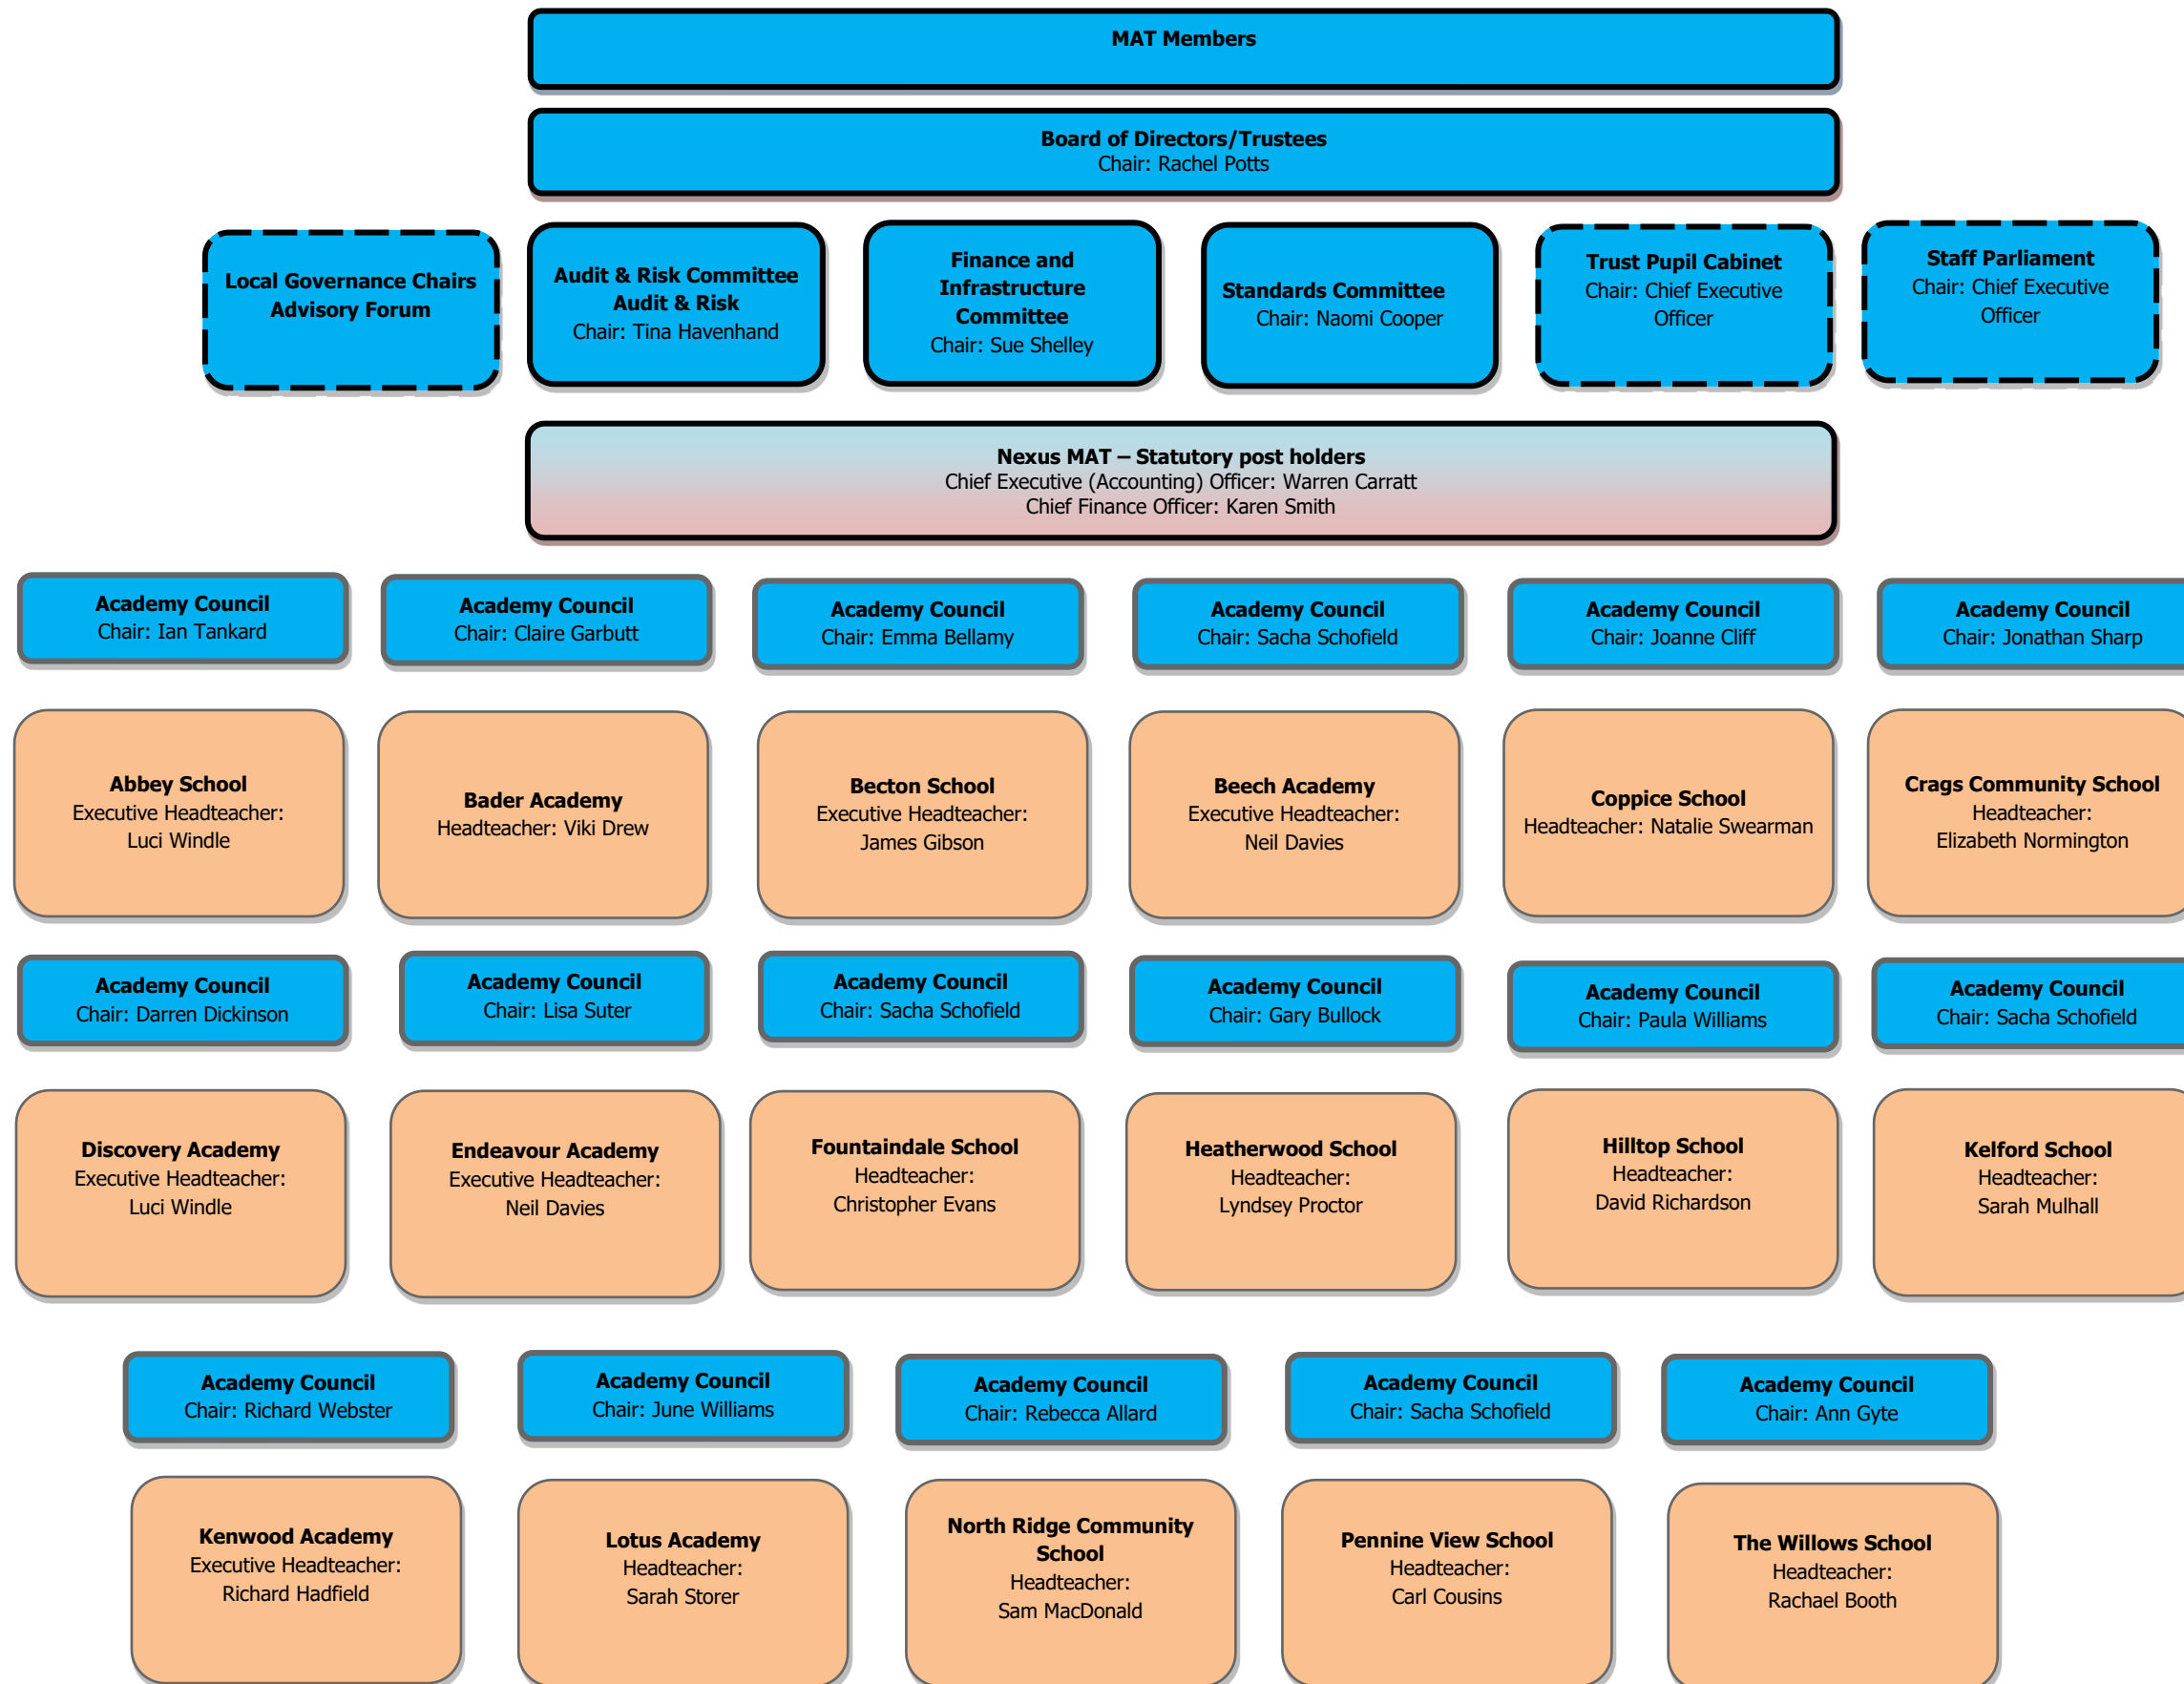 MAT Members
Board of Directors/Trustees
Chair: Rachel Potts
Local Governance Chairs
Advisory Forum
Audit & Risk Committee
Audit & Risk
Chair: Tina Havenhand
Finance and
Infrastructure
Committee
Chair: Sue Shelley
Standards Committee
Chair: Naomi Cooper
Trust Pupil Cabinet
Chair: Chief Executive
Officer
Staff Parliament
Chair: Chief Executive
Officer
Nexus MAT – Statutory post holders
Chief Executive (Accounting) Officer: Warren Carratt
Chief Finance Officer: Karen Smith
Academy Council
Chair: Ian Tankard
Academy Council
Chair: Claire Garbutt
Academy Council
Chair: Emma Bellamy
Academy Council
Chair: Sacha Schofield
Academy Council
Chair: Joanne Cliff
Academy Council
Chair: Jonathan Sharp
Abbey School
Executive Headteacher:
Luci Windle
Bader Academy
Headteacher: Viki Drew
Becton School
Executive Headteacher:
James Gibson
Beech Academy
Executive Headteacher:
Neil Davies
Coppice School
Headteacher: Natalie Swearman
Crags Community School
Headteacher:
Elizabeth Normington
Academy Council
Chair: Darren Dickinson
Academy Council
Chair: Lisa Suter
Academy Council
Chair: Sacha Schofield
Academy Council
Chair: Gary Bullock
Academy Council
Chair: Paula Williams
Academy Council
Chair: Sacha Schofield
Discovery Academy
Executive Headteacher:
Luci Windle
Endeavour Academy
Executive Headteacher:
Neil Davies
Fountaindale School
Headteacher:
Christopher Evans
Heatherwood School
Headteacher:
Lyndsey Proctor
Hilltop School
Headteacher:
David Richardson
Kelford School
Headteacher:
Sarah Mulhall
Academy Council
Chair: Richard Webster
Academy Council
Chair: June Williams
Academy Council
Chair: Rebecca Allard
Academy Council
Chair: Sacha Schofield
Academy Council
Chair: Ann Gyte
Kenwood Academy
Executive Headteacher:
Richard Hadfield
Lotus Academy
Headteacher:
Sarah Storer
North Ridge Community
School
Headteacher:
Sam MacDonald
Pennine View School
Headteacher:
Carl Cousins
The Willows School
Headteacher:
Rachael Booth